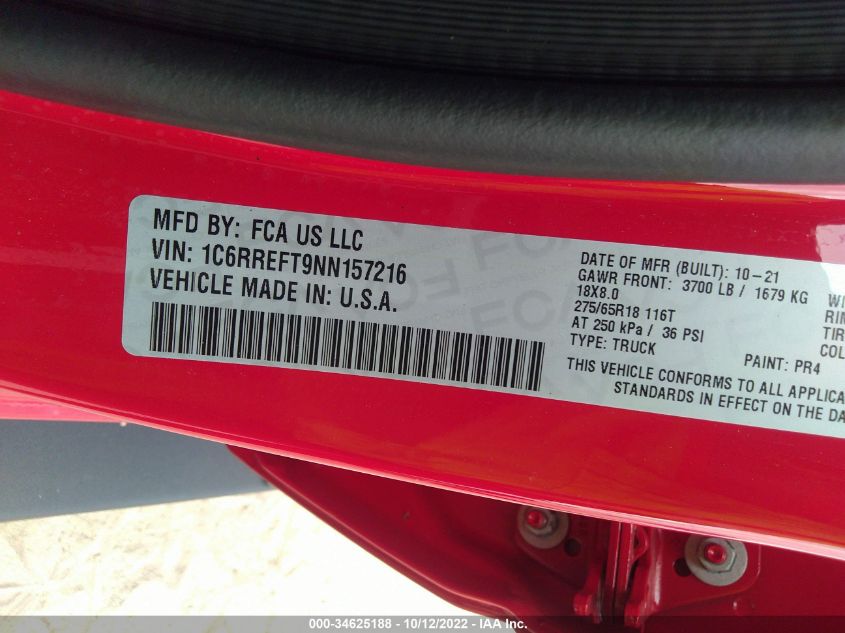 MFD BY: FCA US LLC
VIN: 1C6RREFT9NN157216
VEHICLE MADE IN: U.S.A.
DATE OF MFR (BUILT): 10-21
GAWR FRONT: 3700 LB / 1679 KG
18X8.0
275/65R18 116T
AT 250 kPa / 36 PSI
TYPE: TRUCK
PAINT: PR4
THIS VEHICLE CONFORMS TO ALL
STANDARDS IN EFFECT ON THE
000-34625188 - 10/12/2022 - IAA Inc.